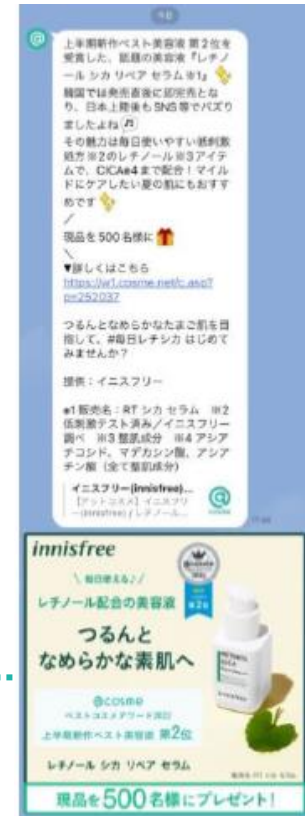 今日
上半期新作ベスト美容液 第2位を
受賞した、話題の美容液『レチノ
ール シカ リペア セラム※1』
韓国では発売直後に即完売とな
り、日本上陸後もSNS等でバズり
ましたよね
その魅力は毎日使いやすい低刺激
処方※2のレチノール※3アイテ
ムで、CICA※4まで配合！マイル
ドにケアしたい夏の肌にもおすす
めです
/
現品を500名様に
\
▼詳しくはこちら
https://w1.cosme.net/c.asp?
p=252037
つるんとなめらかなたまご肌を目
指して、#毎日レチシカ はじめて
みませんか？
提供：イニスフリー
※1 販売名：RT シカ セラム ※2
低刺激テスト済み／イニスフリー
調べ ※3 整肌成分 ※4 アシア
チコシド、マデカシン酸、アシア
チン酸（全て整肌成分）
イニスフリー(innisfree)...
【アットコスメ】イニスフリ
ー(innisfree) / レチノール...
innisfree
\ 毎日使える♪ /
レチノール配合の美容液
つるんと
なめらかな素肌へ
@cosme
ベストコスメアワード2022
上半期新作ベスト美容液 第2位
レチノール シカ リペア セラム
現品を500名様にプレゼント！